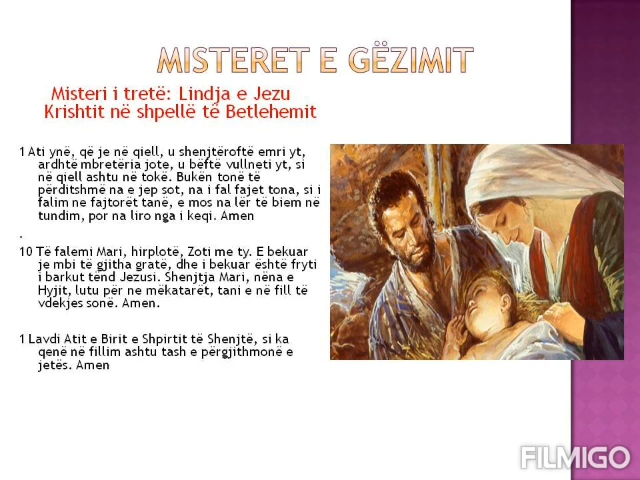 MISTERET E GËZIMIT
Misteri i tretë: Lindja e Jezu
Krishtit në shpellë të Betlehemit
1 Ati ynë, që je në qiell, u shenjtëroftë emri yt,
ardhtë mbretëria jote, u bëftë vullneti yt, si
në qiell ashtu në tokë. Bukën tonë të
përditshmë na e jep sot, na i fal fajet tona, si i
falim ne fajtorët tanë, e mos na lër të biem në
tundim, por na liro nga i keqi. Amen
.
10 Të falemi Mari, hirplotë, Zoti me ty. E bekuar
je mbi të gjitha gratë, dhe i bekuar është fryti
i barkut tënd Jezusi. Shenjtja Mari, nëna e
Hyjit, lutu për ne mëkatarët, tani e në fill të
vdekjes sonë. Amen.
1 Lavdi Atit e Birit e Shpirtit të Shenjtë, si ka
qenë në fillim ashtu tash e përgjithmonë e
jetës. Amen
FILMIGO